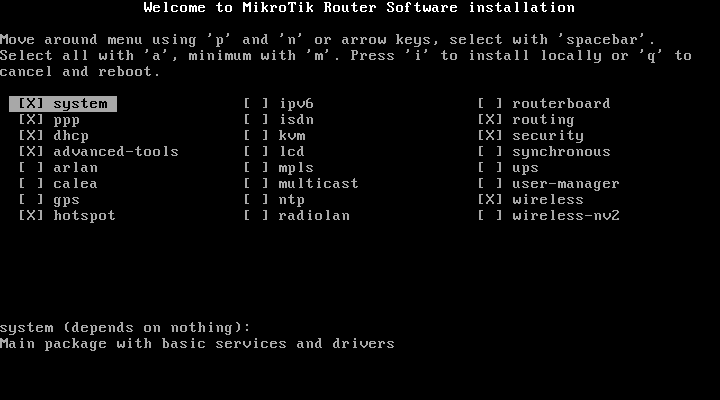 Welcome to MikroTik Router Software installation
Move around menu using 'p' and 'n' or arrow keys, select with 'spacebar'.
Select all with 'a', minimum with 'm'. Press 'i' to install locally or 'q' to
cancel and reboot.
[X] system [ ] ipv6 [ ] routerboard
[X] ppp [ ] isdn [X] routing
[X] dhcp [ ] kvm [X] security
[X] advanced-tools [ ] lcd [ ] synchronous
[ ] arlan [ ] mpls [ ] ups
[ ] calea [ ] multicast [ ] user-manager
[ ] gps [ ] ntp [X] wireless
[X] hotspot [ ] radiolan [ ] wireless-nv2
system (depends on nothing):
Main package with basic services and drivers